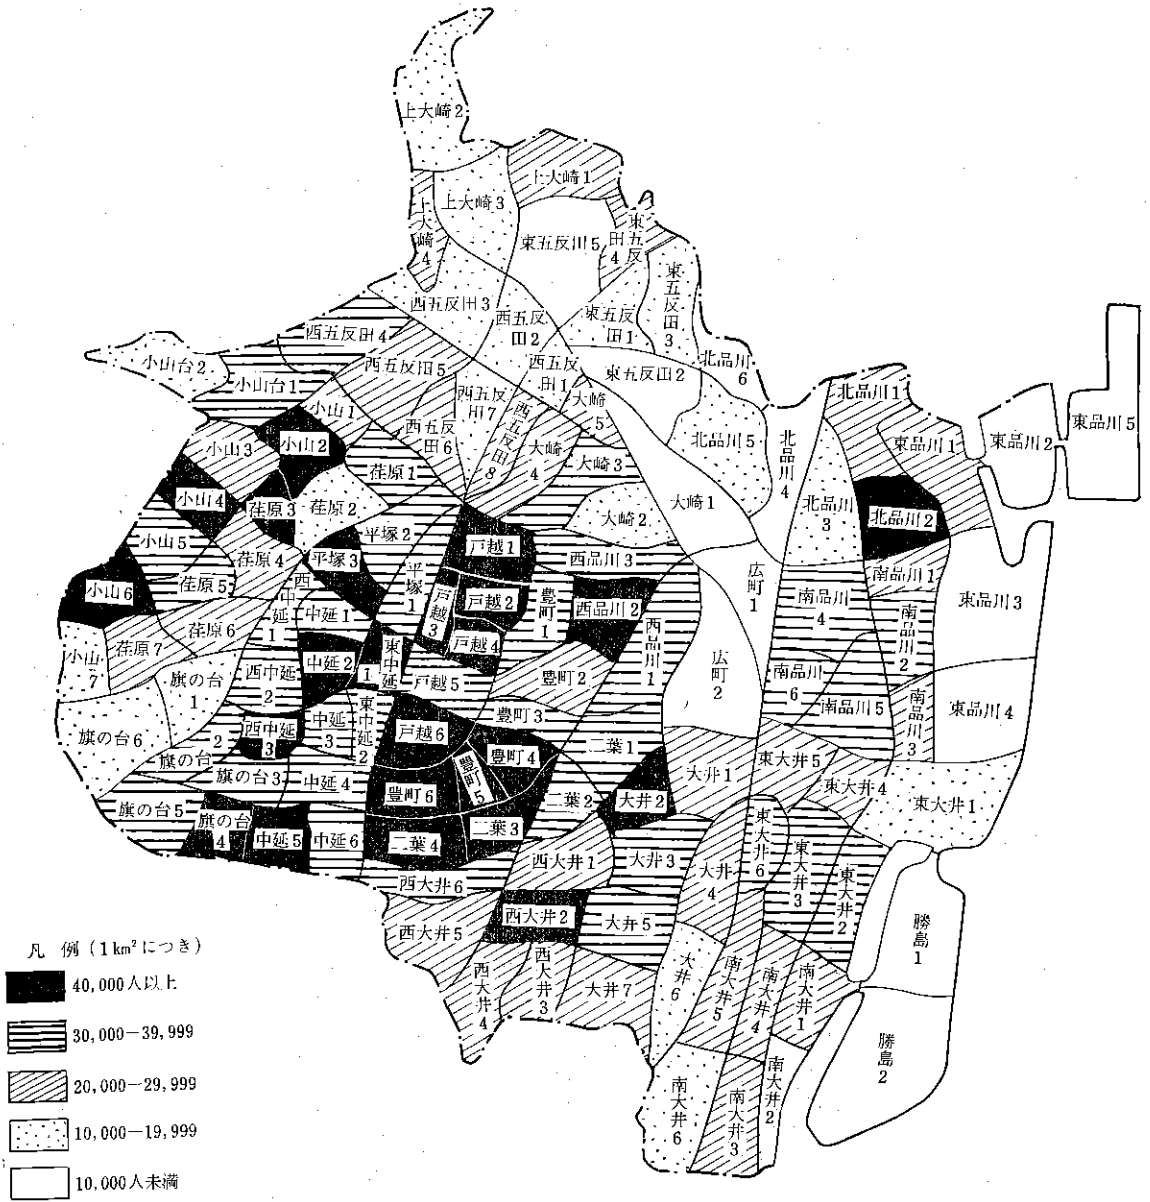 上大崎2
上大崎1
上大崎3
上大崎4
東五反川5
東五反田4
東五反田3
西五反田3
西五反田2
東五反田1
西五反田4
北品川6
小山台2
西五反田5
西五反田1
東五反田2
小山台1
北品川1
西五反田7
大崎5
小山1
東品川5
西五反田6
西五反田8
北品川5
東品川1
東品川2
小山2
小山3
大崎4
北品川4
大崎3
荏原1
小山4
荏原3
荏原2
大崎1
北品川3
北品川2
大崎2
平塚2
小山5
戸越1
荏原4
平塚3
西品川3
南品川1
荏原5
平塚1
広町1
小山6
戸越3
戸越2
豊町1
西品川2
南品川4
東品川3
西中延1
中延1
荏原6
南品川2
戸越4
西品川1
荏原7
小山7
中延2
東中延1
広町2
西中延2
戸越5
豊町2
南品川6
旗の台1
南品川5
南品川3
東品川4
豊町3
東中延2
中延3
西中延3
戸越6
旗の台6
旗の台2
二葉1
豊町4
東大井5
大井1
旗の台3
中延4
豊町5
東大井4
豊町6
二葉2
大井2
東大井1
旗の台5
旗の台4
二葉3
東大井6
中延5
中延6
二葉4
西大井1
大井3
東大井3
大井4
東大井2
西大井6
西大井2
大井5
勝島1
西大井5
西大井4
西大井3
大井7
大井6
南大井5
南大井4
南大井1
勝島2
南大井2
南大井6
南大井3
凡 例(1km²につき)
40,000人以上
30,000−39,999
20,000−29,999
10,000−19,999
10,000人未満